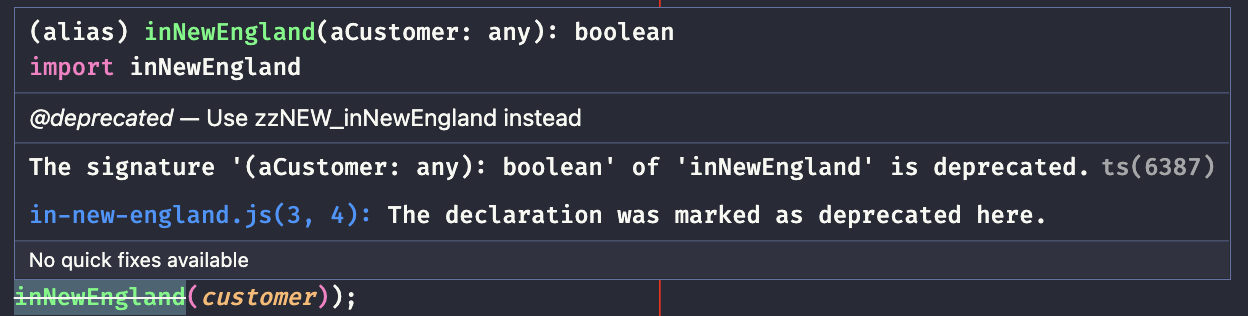 (alias) inNewEngland(aCustomer: any): boolean
import inNewEngland
@deprecated — Use zzNEW_inNewEngland instead
The signature '(aCustomer: any): boolean' of 'inNewEngland' is deprecated. ts(6387)
in-new-england.js(3, 4): The declaration was marked as deprecated here.
No quick fixes available
inNewEngland(customer));